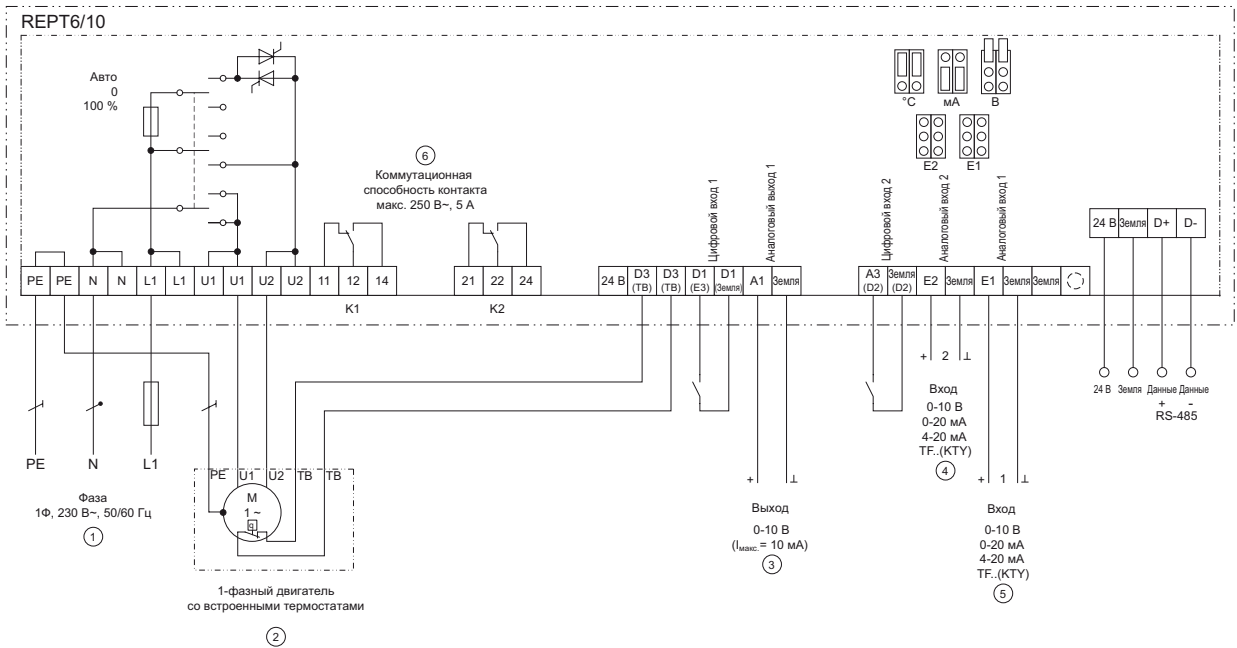 REPT6/10
Авто
0
100 %
6
Коммутационная
способность контакта
макс. 250 В~, 5 А
°C
мА
В
E2
E1
Цифровой вход 1
Аналоговый выход 1
Цифровой вход 2
Аналоговый вход 2
Аналоговый вход 1
24 В
Земля
D+
D-
PE
PE
N
N
L1
L1
U1
U1
U2
U2
11
12
14
21
22
24
24 В
D3
(TB)
D3
(TB)
D1
(E3)
D1
(Земля)
A1
Земля
A3
(D2)
Земля
(D2)
E2
Земля
E1
Земля
Земля
K1
K2
+ 2 ⊥
Вход
0-10 В
0-20 мА
4-20 мА
TF..(KTY)
4
24 В
Земля
Данные
+
Данные
-
RS-485
PE
N
L1
Фаза
1Ф, 230 В~, 50/60 Гц
1
PE
U1
U2
TB
TB
M
1 ~
1-фазный двигатель
со встроенными термостатами
2
+ ⊥
Выход
0-10 В
(Iмакс.= 10 мА)
3
+ 1 ⊥
Вход
0-10 В
0-20 мА
4-20 мА
TF..(KTY)
5